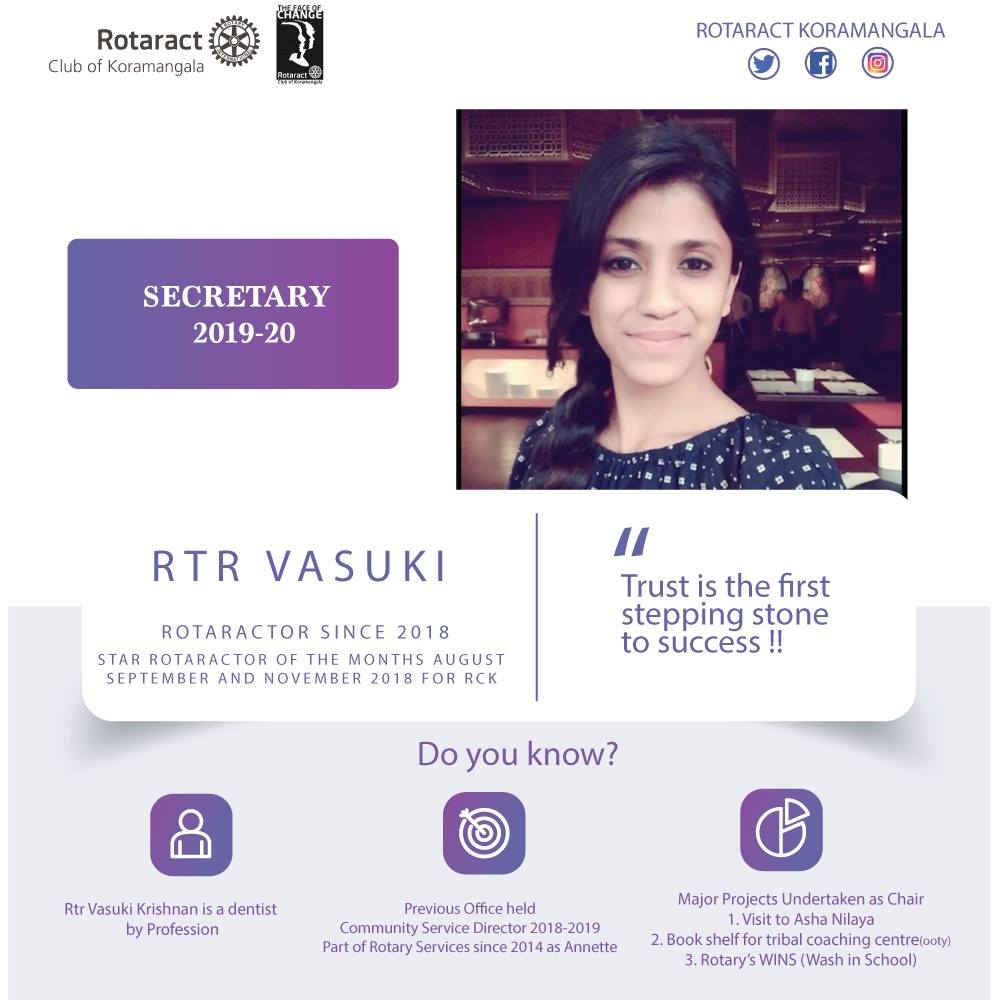 Rotaract
Club of Koramangala
THE FACE OF
CHANGE
Rotaract
Club of Koramangala
ROTARACT KORAMANGALA
SECRETARY
2019-20
RTR VASUKI
ROTARACTOR SINCE 2018
STAR ROTARACTOR OF THE MONTHS AUGUST
SEPTEMBER AND NOVEMBER 2018 FOR RCK
“
Trust is the first
stepping stone
to success !!
Do you know?
Rtr Vasuki Krishnan is a dentist
by Profession
Previous Office held
Community Service Director 2018-2019
Part of Rotary Services since 2014 as Annette
Major Projects Undertaken as Chair
1. Visit to Asha Nilaya
2. Book shelf for tribal coaching centre(ooty)
3. Rotary's WINS (Wash in School)